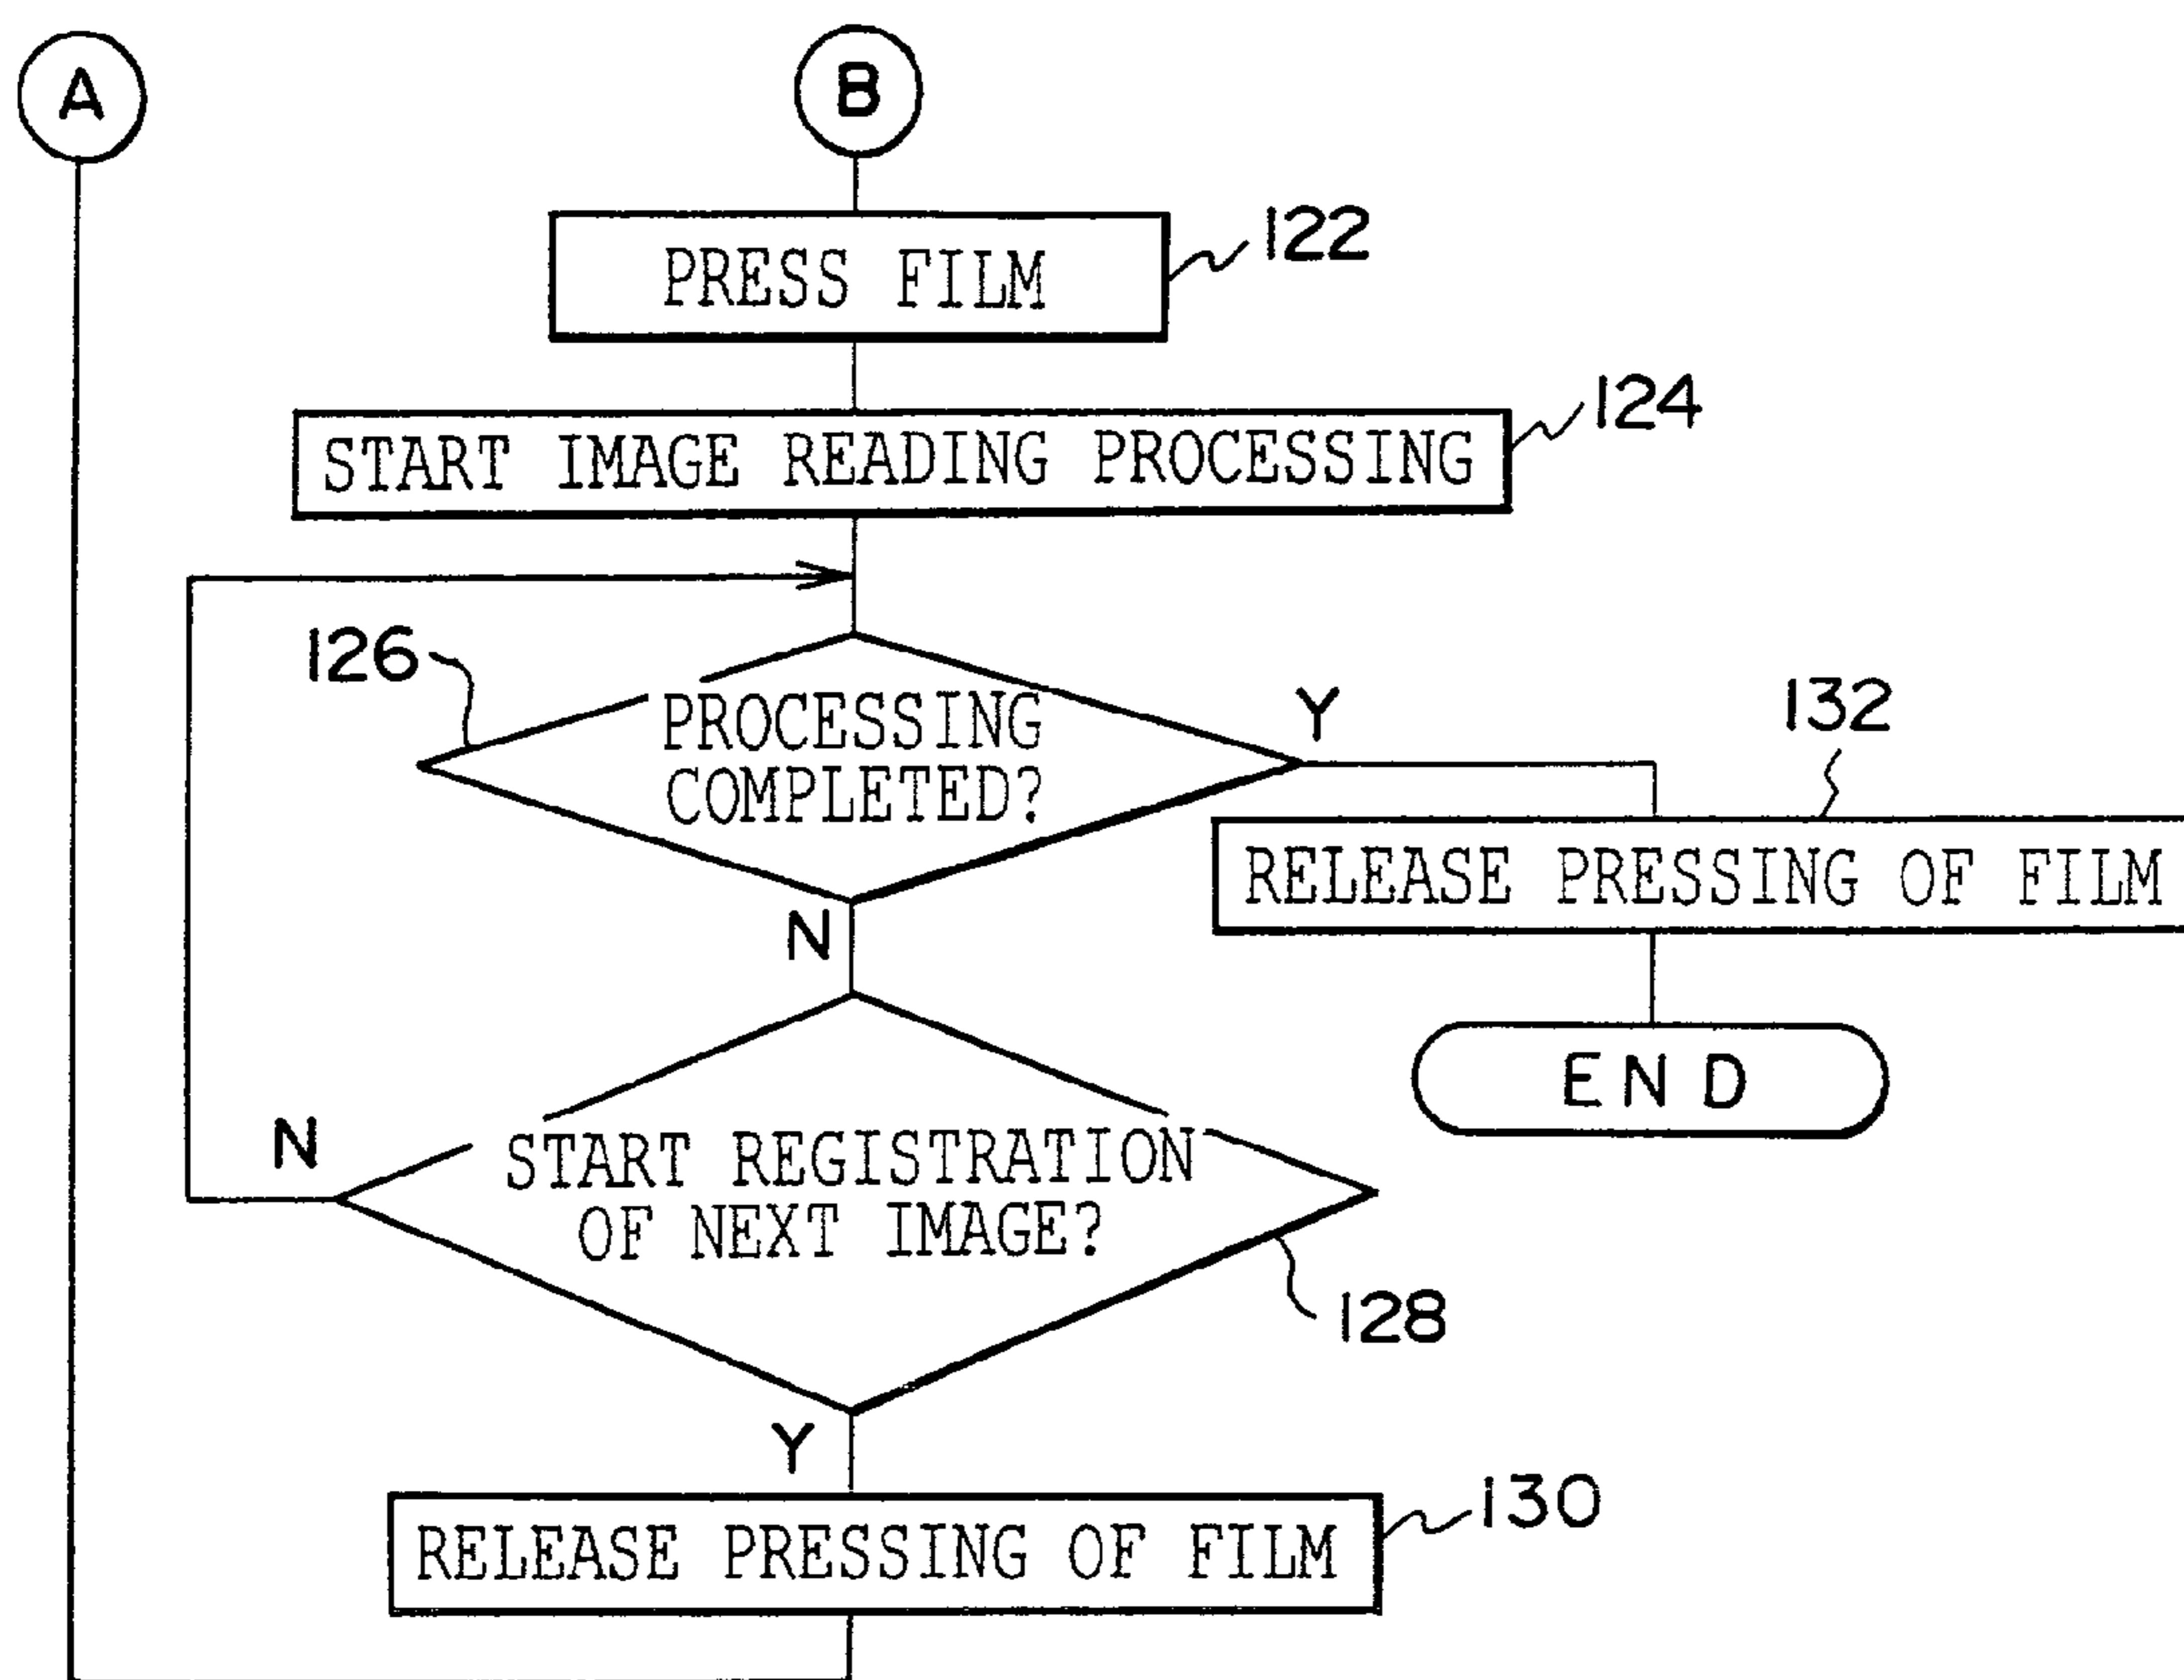 A
B
PRESS FILM
122
START IMAGE READING PROCESSING
124
126
PROCESSING
COMPLETED?
Y
N
132
RELEASE PRESSING OF FILM
END
START REGISTRATION
OF NEXT IMAGE?
N
128
Y
RELEASE PRESSING OF FILM
130